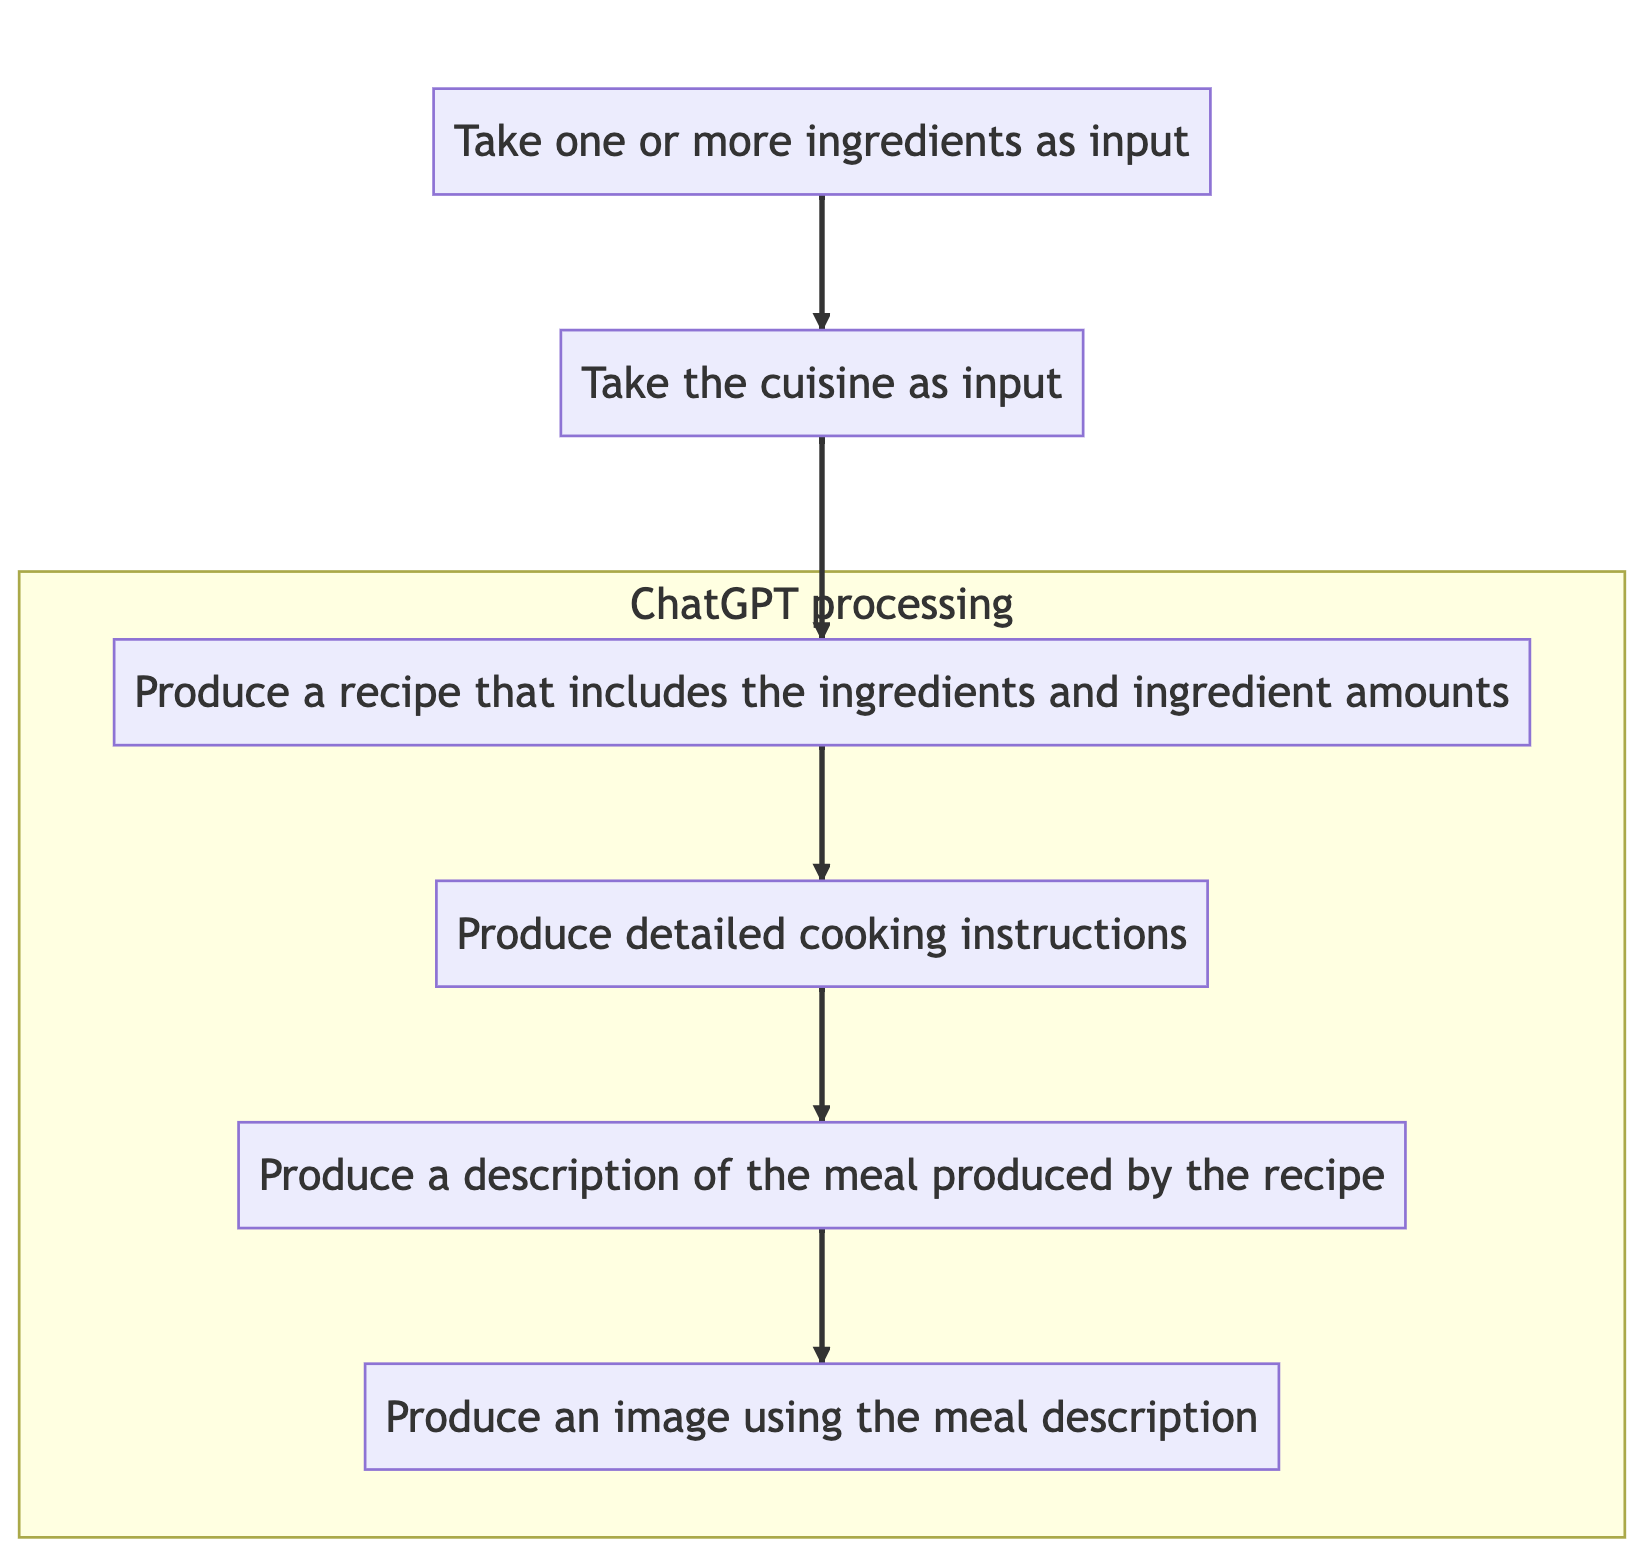 Take one or more ingredients as input
Take the cuisine as input
ChatGPT processing
Produce a recipe that includes the ingredients and ingredient amounts
Produce detailed cooking instructions
Produce a description of the meal produced by the recipe
Produce an image using the meal description